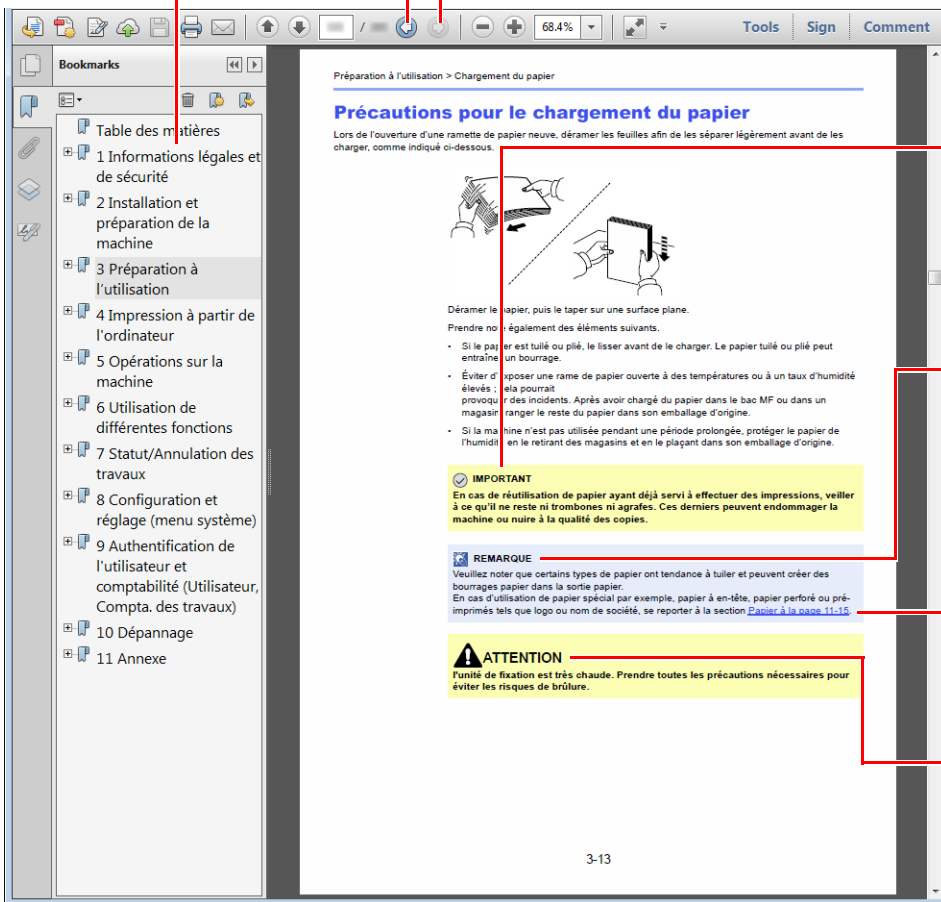 /
68.4%
Tools
Sign
Comment
Bookmarks
Table des matières
1 Informations légales et
de sécurité
2 Installation et
préparation de la
machine
3 Préparation à
l'utilisation
4 Impression à partir de
l'ordinateur
5 Opérations sur la
machine
6 Utilisation de
différentes fonctions
7 Statut/Annulation des
travaux
8 Configuration et
réglage (menu système)
9 Authentification de
l'utilisateur et
comptabilité (Utilisateur,
Compta. des travaux)
10 Dépannage
11 Annexe
Préparation à l'utilisation > Chargement du papier
Précautions pour le chargement du papier
Lors de l'ouverture d'une ramette de papier neuve, déramer les feuilles afin de les séparer légèrement avant de les
charger, comme indiqué ci-dessous.
Déramer le papier, puis le taper sur une surface plane.
Prendre note également des éléments suivants.
• Si le papier est tuilé ou plié, le lisser avant de le charger. Le papier tuilé ou plié peut
entraîner un bourrage.
• Éviter d'exposer une rame de papier ouverte à des températures ou à un taux d'humidité
élevés ; cela pourrait
provoquer des incidents. Après avoir chargé du papier dans le bac MF ou dans un
magasin, ranger le reste du papier dans son emballage d'origine.
• Si la machine n'est pas utilisée pendant une période prolongée, protéger le papier de
l'humidité en le retirant des magasins et en le plaçant dans son emballage d'origine.
IMPORTANT
En cas de réutilisation de papier ayant déjà servi à effectuer des impressions, veiller
à ce qu'il ne reste ni trombones ni agrafes. Ces derniers peuvent endommager la
machine ou nuire à la qualité des copies.
REMARQUE
Veuillez noter que certains types de papier ont tendance à tuiler et peuvent créer des
bourrages papier dans la sortie papier.
En cas d'utilisation de papier spécial par exemple, papier à en-tête, papier perforé ou pré-
imprimés tels que logo ou nom de société, se reporter à la section Papier à la page 11-15.
ATTENTION
l'unité de fixation est très chaude. Prendre toutes les précautions nécessaires pour
éviter les risques de brûlure.
3-13